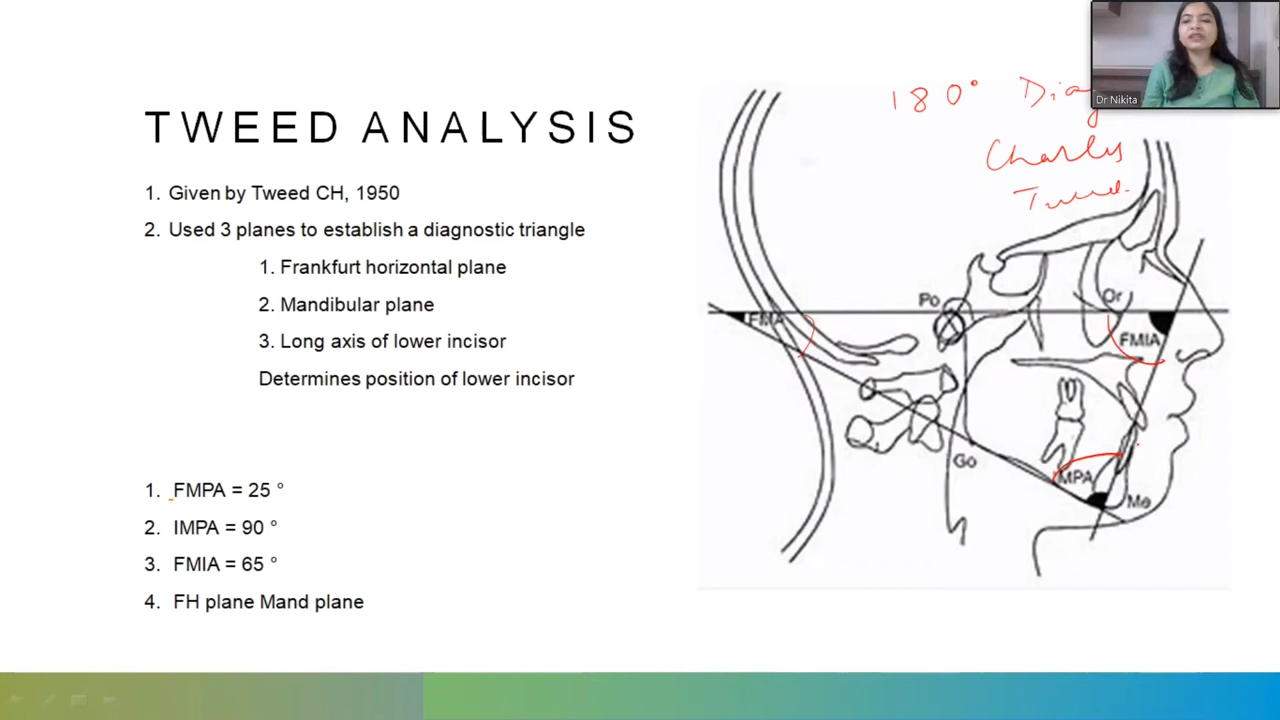 TWEED ANALYSIS
1. Given by Tweed CH, 1950
2. Used 3 planes to establish a diagnostic triangle
1. Frankfurt horizontal plane
2. Mandibular plane
3. Long axis of lower incisor
Determines position of lower incisor
1. FMPA = 25 °
2. IMPA = 90 °
3. FMIA = 65 °
4. FH plane Mand plane
180° Diag
Charles
Tweed.
Dr Nikita
Po
Or
FMA
FMIA
Go
MPA
Me